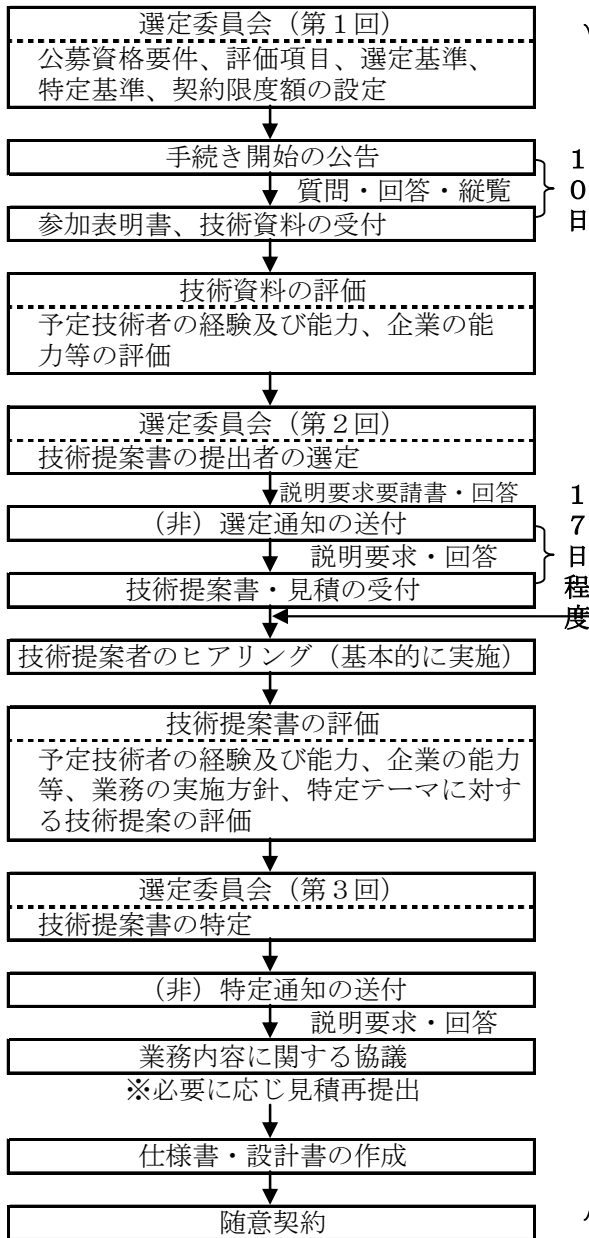 選定委員会（第１回）
公募資格要件、評価項目、選定基準、
特定基準、契約限度額の設定
手続き開始の公告
質問・回答・縦覧
参加表明書、技術資料の受付
１０日
技術資料の評価
予定技術者の経験及び能力、企業の能
力等の評価
選定委員会（第２回）
技術提案書の提出者の選定
説明要求要請書・回答
（非）選定通知の送付
説明要求・回答
技術提案書・見積の受付
１７日程度
技術提案者のヒアリング（基本的に実施）
技術提案書の評価
予定技術者の経験及び能力、企業の能力
等、業務の実施方針、特定テーマに対す
る技術提案の評価
選定委員会（第３回）
技術提案書の特定
（非）特定通知の送付
説明要求・回答
業務内容に関する協議
※必要に応じ見積再提出
仕様書・設計書の作成
随意契約